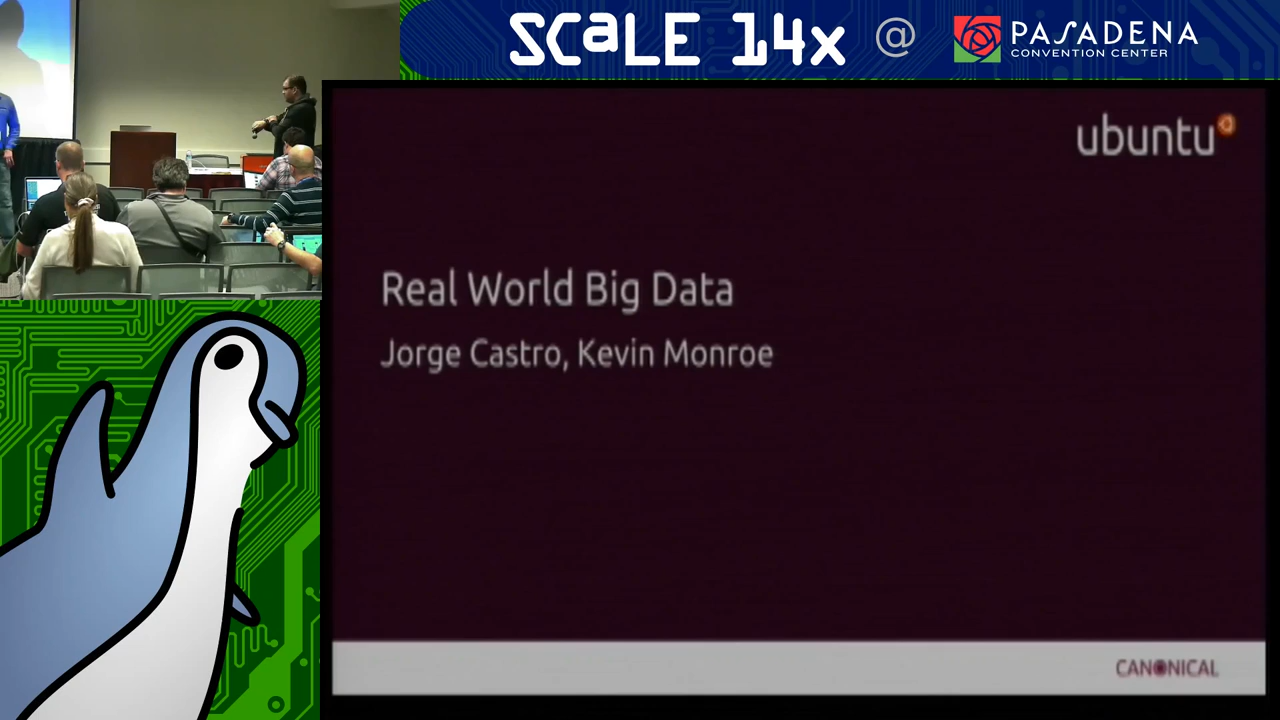 SCaLE 14x @ PASADENA
CONVENTION CENTER
ubuntu
Real World Big Data
Jorge Castro, Kevin Monroe
CANONICAL